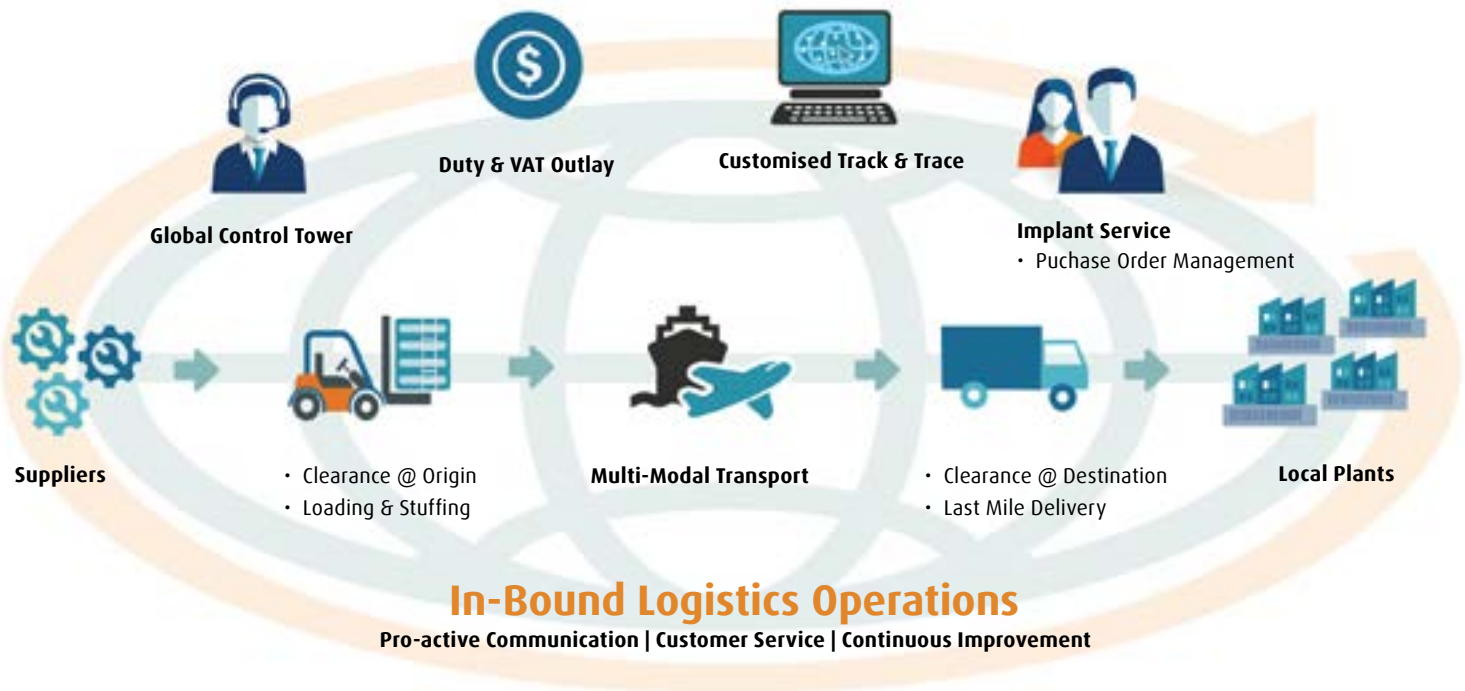 Duty & VAT Outlay
Customised Track & Trace
Global Control Tower
Implant Service
• Puchase Order Management
Suppliers
• Clearance @ Origin
• Loading & Stuffing
Multi-Modal Transport
• Clearance @ Destination
• Last Mile Delivery
Local Plants
In-Bound Logistics Operations
Pro-active Communication | Customer Service | Continuous Improvement